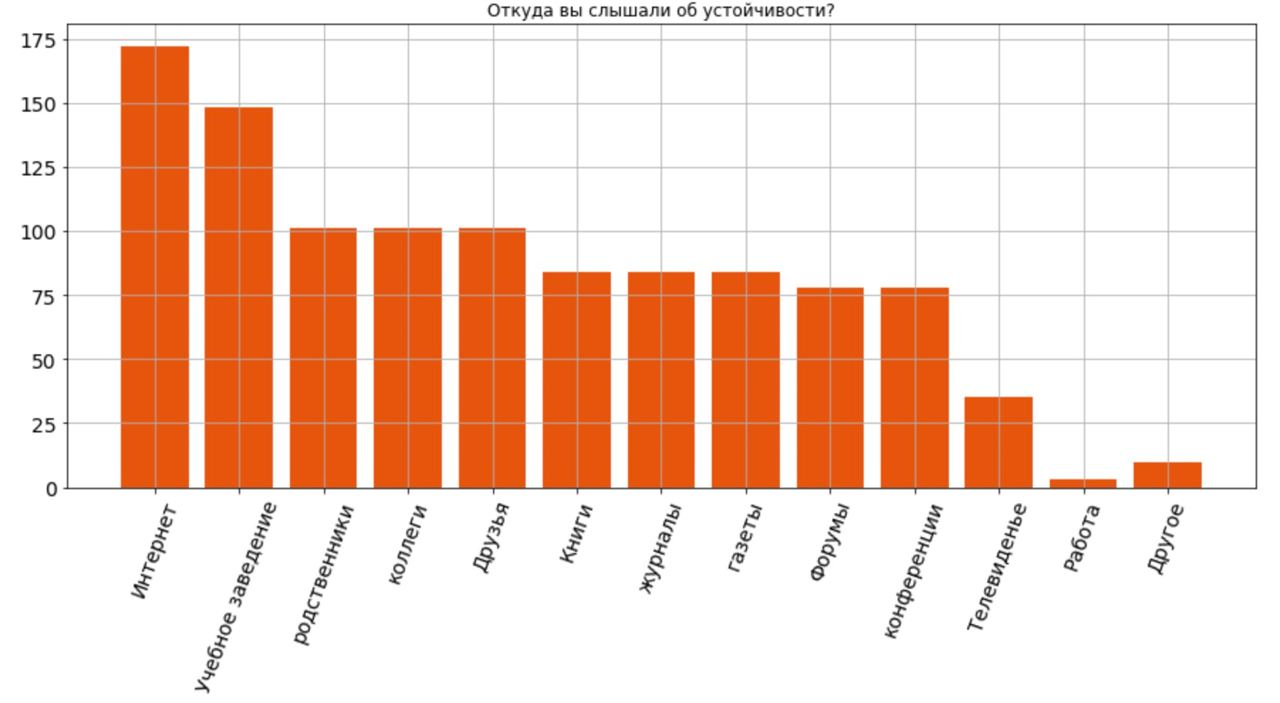 Откуда вы слышали об устойчивости?
175
150
125
100
75
50
25
0
Интернет
Учебное заведение
родственники
коллеги
Друзья
Книги
журналы
газеты
Форумы
конференции
Телевиденье
Работа
Другое